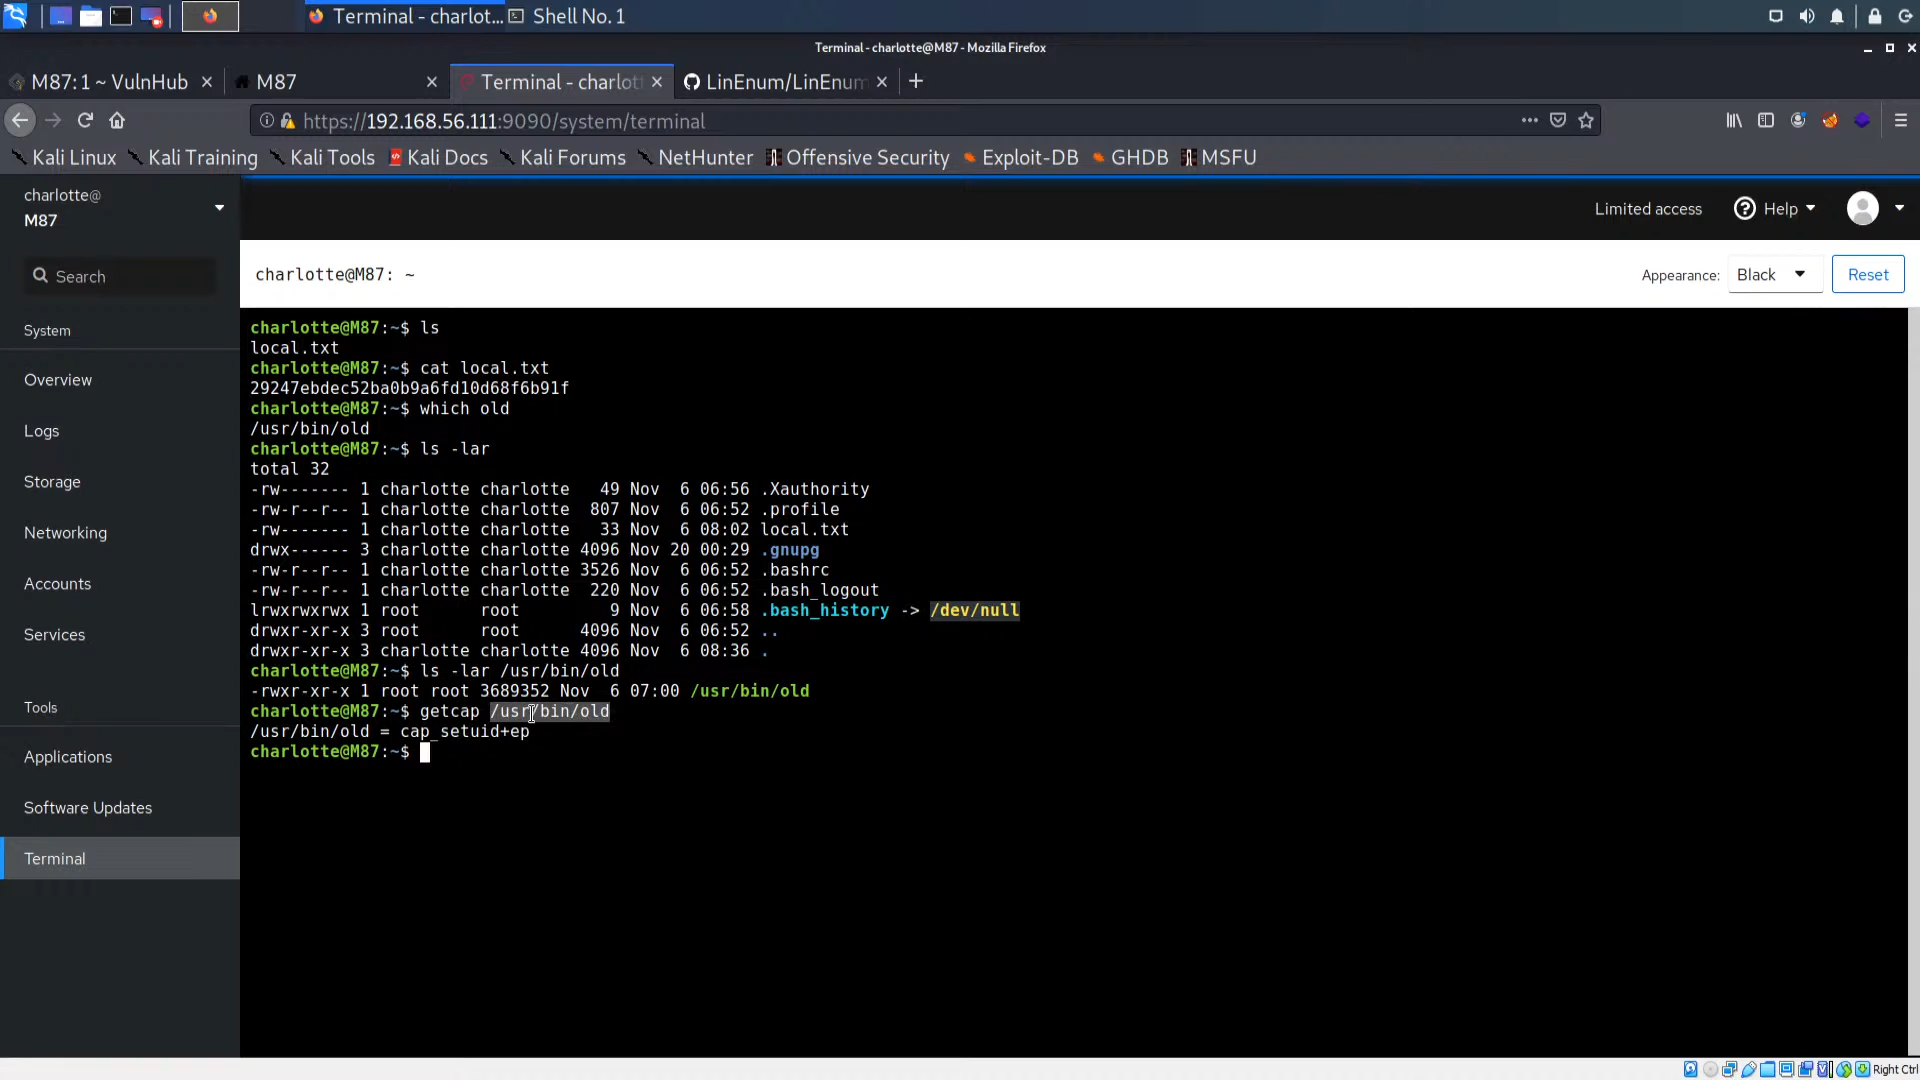 Terminal - charlot... Shell No. 1
Terminal - charlotte@M87 - Mozilla Firefox
M87: 1 ~ VulnHub M87 Terminal - charlot LinEnum/LinEnum
https://192.168.56.111:9090/system/terminal
Kali Linux Kali Training Kali Tools Kali Docs Kali Forums NetHunter Offensive Security Exploit-DB GHDB MSFU
charlotte@
M87
Limited access Help
Search
charlotte@M87: ~
Appearance: Black Reset
System
Overview
Logs
Storage
Networking
Accounts
Services
Tools
Applications
Software Updates
Terminal
charlotte@M87:~$ ls
local.txt
charlotte@M87:~$ cat local.txt
29247ebdec52ba0b9a6fd10d68f6b91f
charlotte@M87:~$ which old
/usr/bin/old
charlotte@M87:~$ ls -lar
total 32
-rw------- 1 charlotte charlotte 49 Nov 6 06:56 .Xauthority
-rw-r--r-- 1 charlotte charlotte 807 Nov 6 06:52 .profile
-rw------- 1 charlotte charlotte 33 Nov 6 08:02 local.txt
drwx------ 3 charlotte charlotte 4096 Nov 20 00:29 .gnupg
-rw-r--r-- 1 charlotte charlotte 3526 Nov 6 06:52 .bashrc
-rw-r--r-- 1 charlotte charlotte 220 Nov 6 06:52 .bash_logout
lrwxrwxrwx 1 root root 9 Nov 6 06:58 .bash_history -> /dev/null
drwxr-xr-x 3 root root 4096 Nov 6 06:52 ..
drwxr-xr-x 3 charlotte charlotte 4096 Nov 6 08:36 .
charlotte@M87:~$ ls -lar /usr/bin/old
-rwxr-xr-x 1 root root 3689352 Nov 6 07:00 /usr/bin/old
charlotte@M87:~$ getcap /usr/bin/old
/usr/bin/old = cap_setuid+ep
charlotte@M87:~$
Right Ctrl